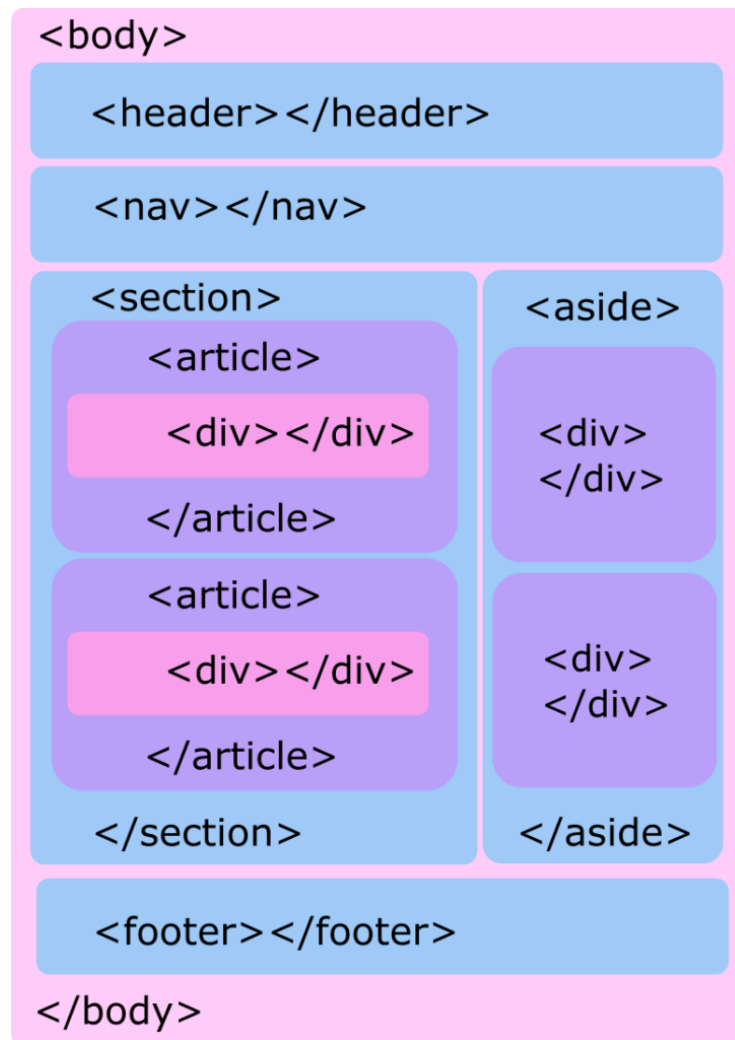 <body>
<header></header>
<nav></nav>
<section>
<article>
<div></div>
</article>
<article>
<div></div>
</article>
</section>
<aside>
<div>
</div>
<div>
</div>
</aside>
<footer></footer>
</body>